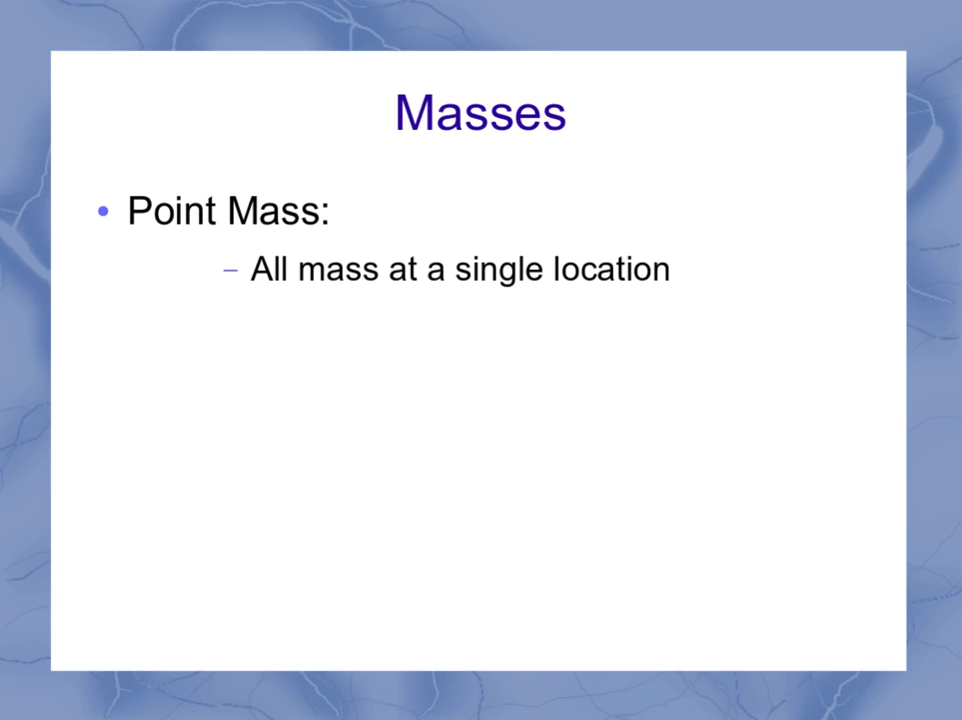 Masses
• Point Mass:
– All mass at a single location